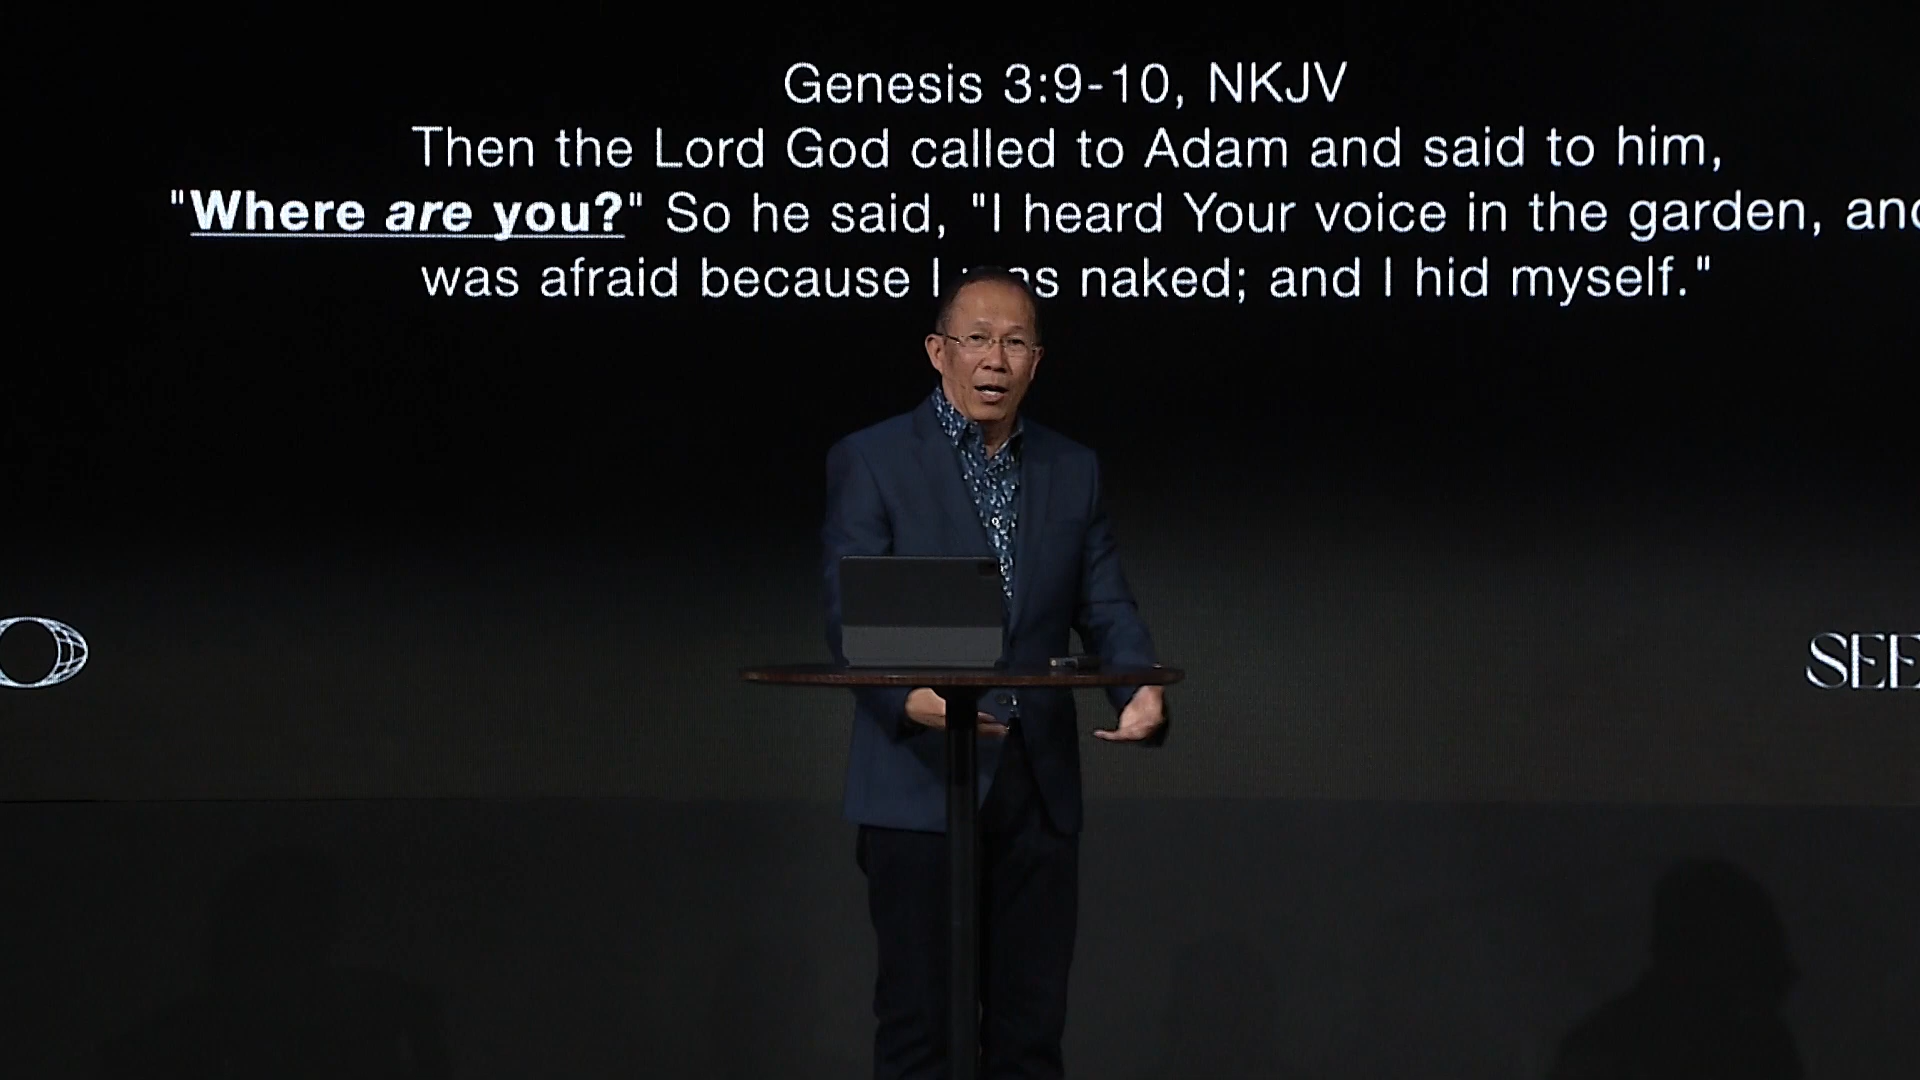 Genesis 3:9-10, NKJV
Then the Lord God called to Adam and said to him,
"Where are you?" So he said, "I heard Your voice in the garden, and
was afraid because I was naked; and I hid myself."
SEE